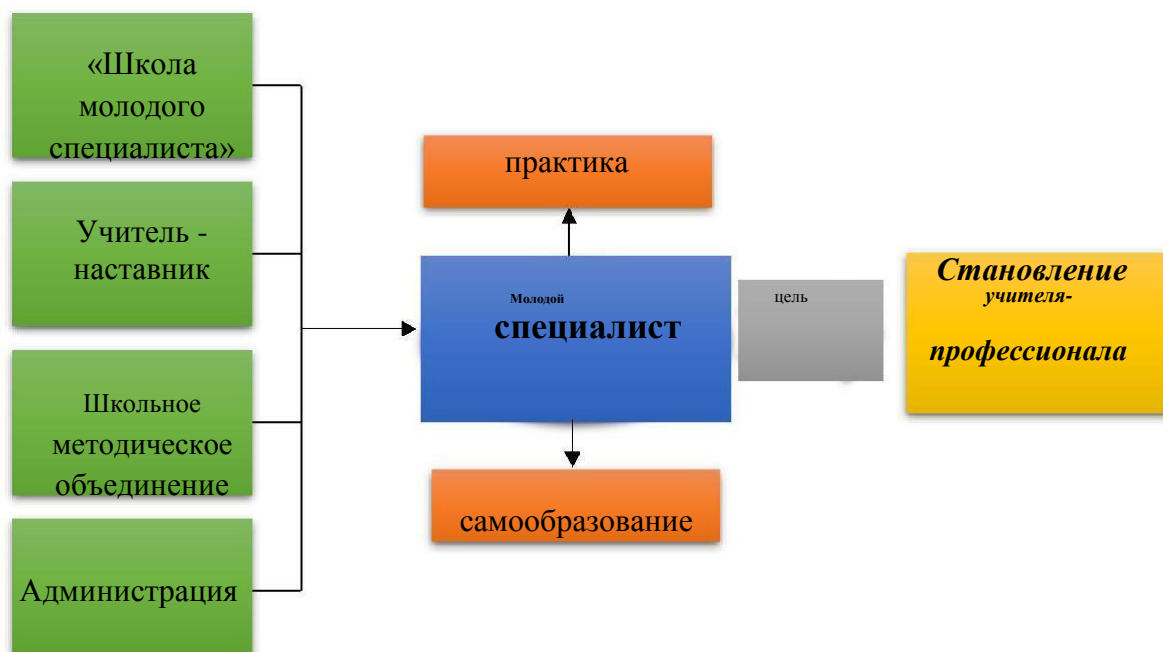 «Школа
молодого
специалиста»
Учитель -
наставник
Школьное
методическое
объединение
Администрация
практика
Молодой
специалист
самообразование
цель
Становление
учителя-
профессионала